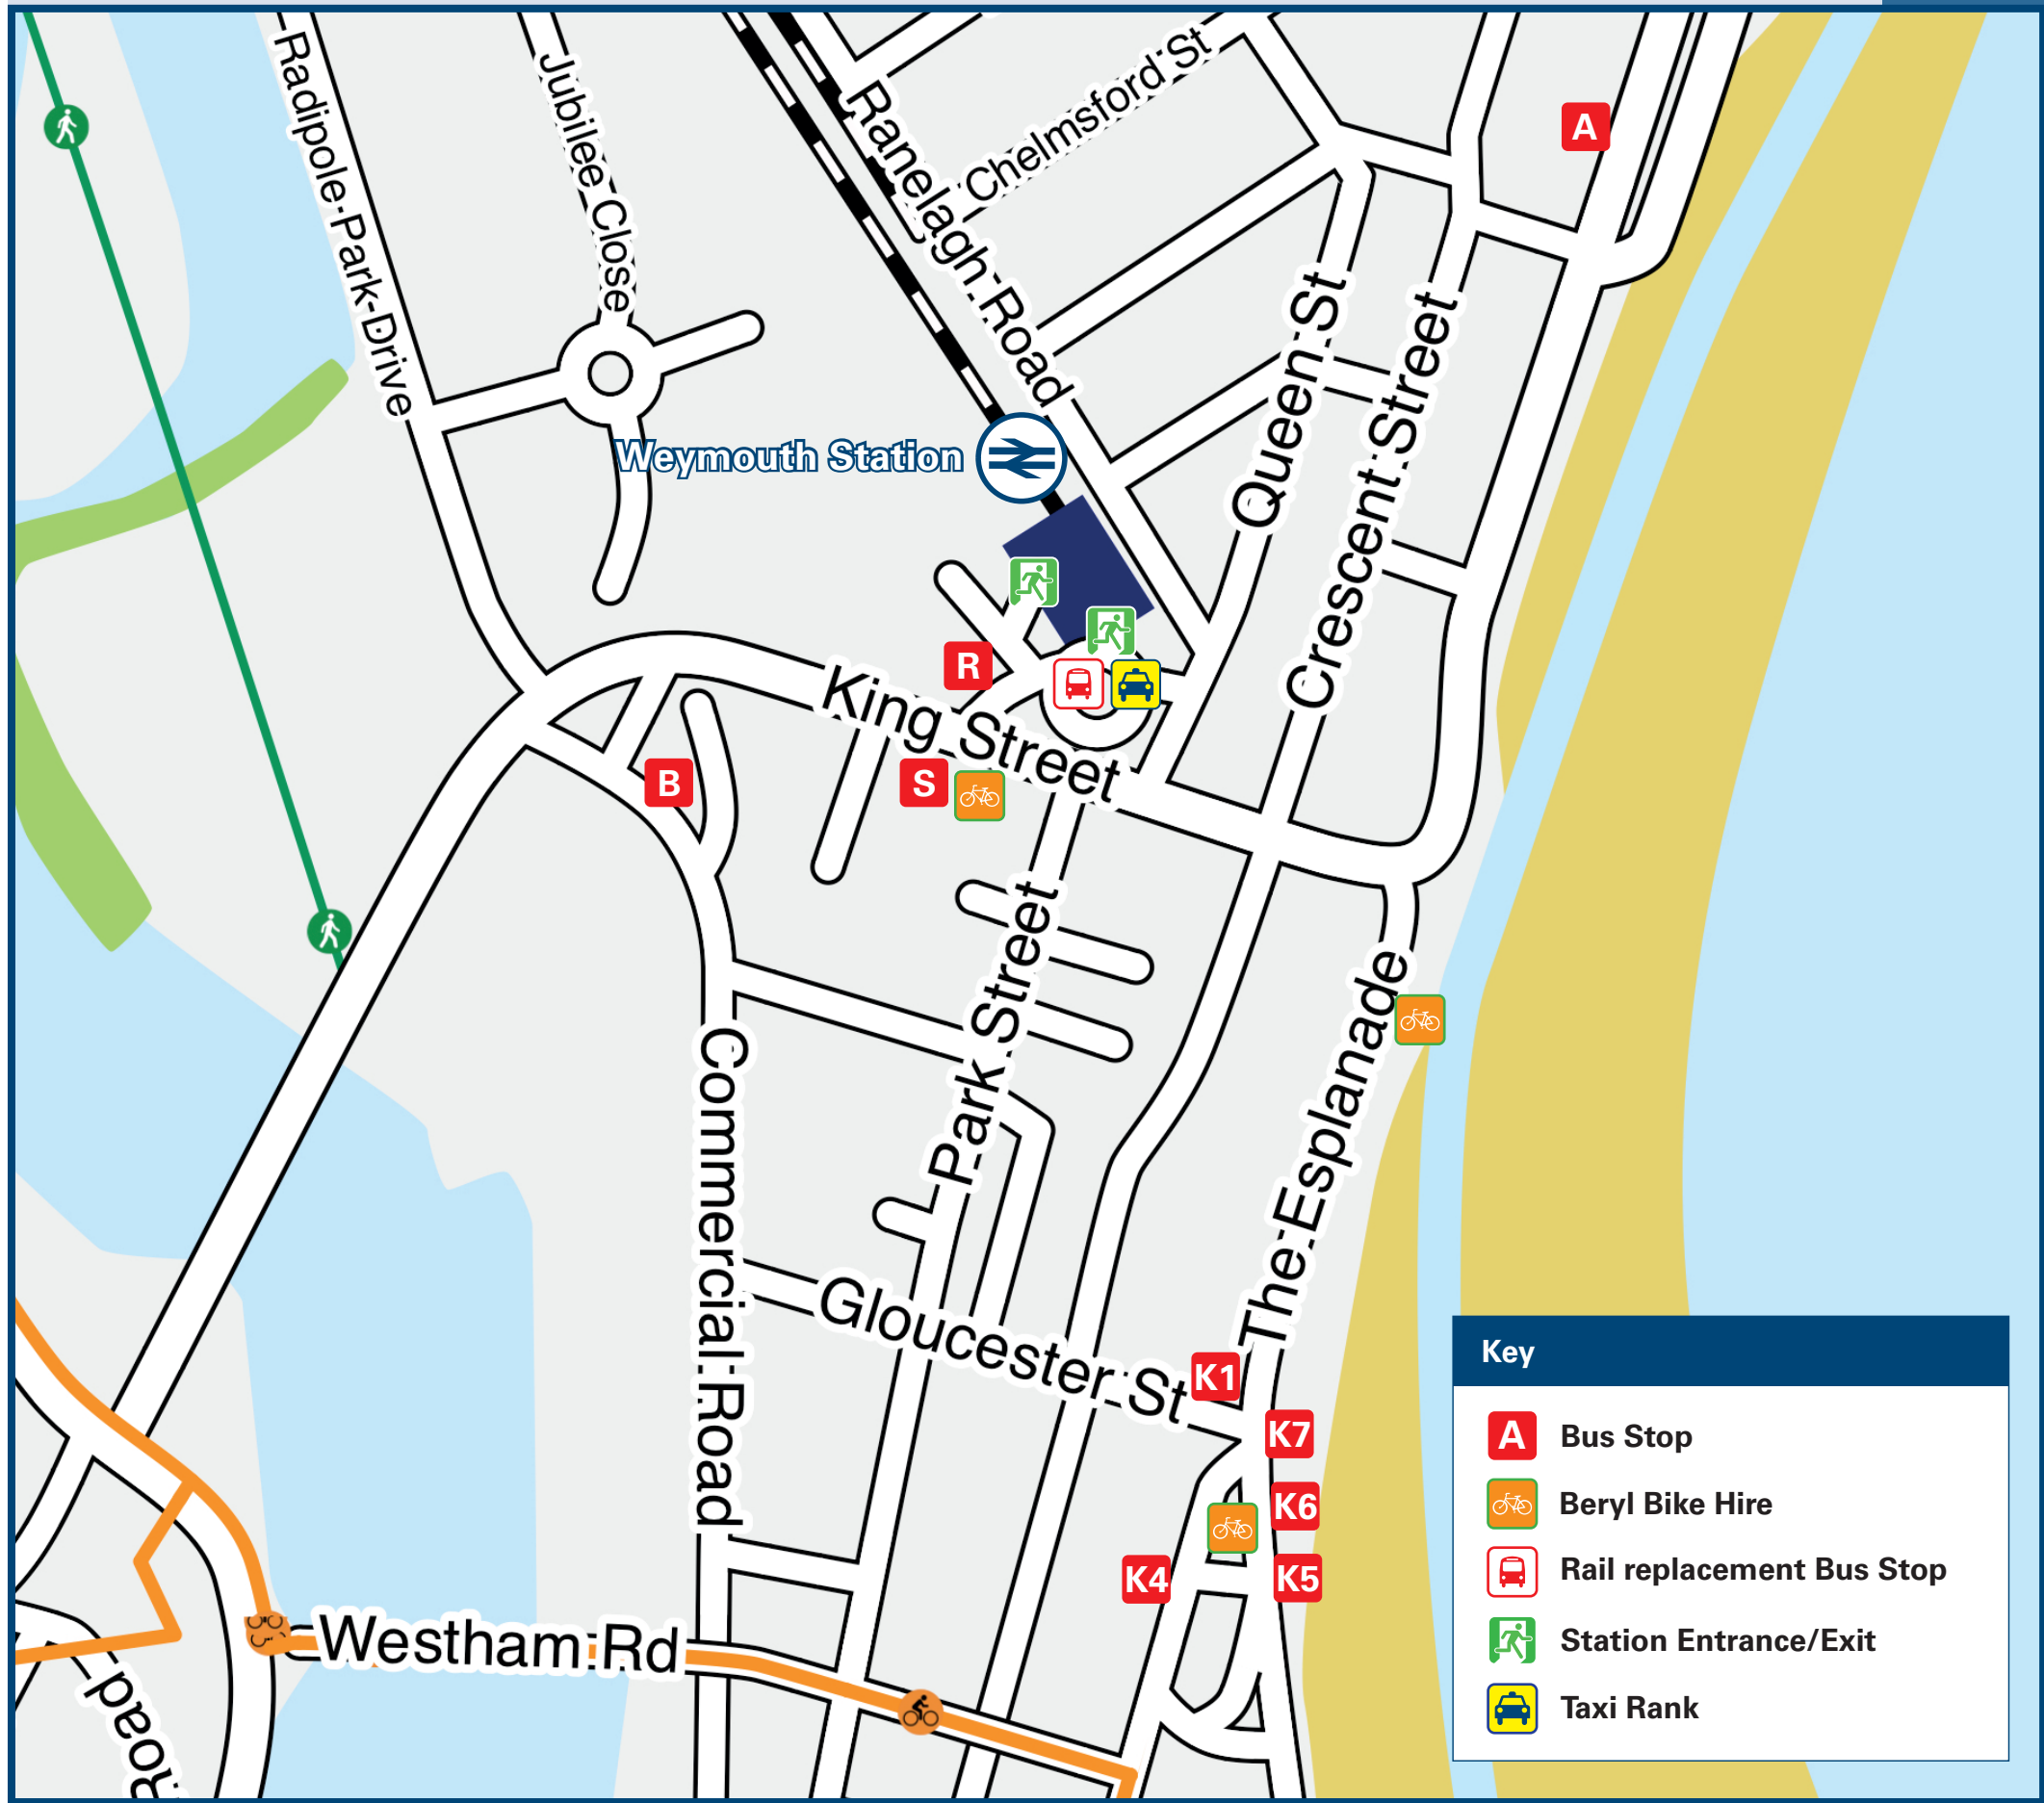 Radipole Park Drive
Jubilee Close
Ranelagh Road
Chelmsford St
A
Queen St
Crescent Street
Weymouth Station
R
King Street
B
S
Park Street
The Esplanade
Commercial Road
Gloucester St
K1
K7
K6
K4
K5
Westham Rd
Road
Key
A Bus Stop
Beryl Bike Hire
Rail replacement Bus Stop
Station Entrance/Exit
Taxi Rank